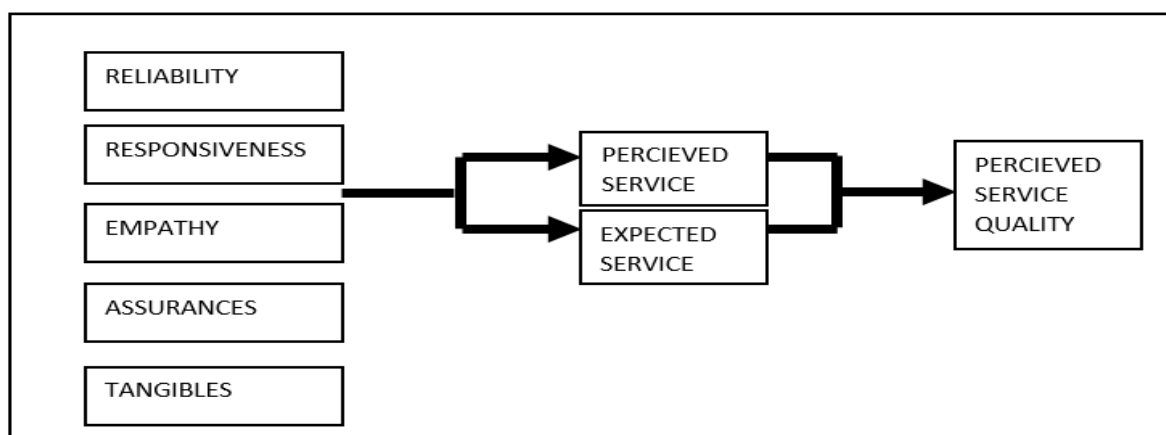 RELIABILITY
RESPONSIVENESS
EMPATHY
ASSURANCES
TANGIBLES
PERCIEVED
SERVICE
EXPECTED
SERVICE
PERCIEVED
SERVICE
QUALITY